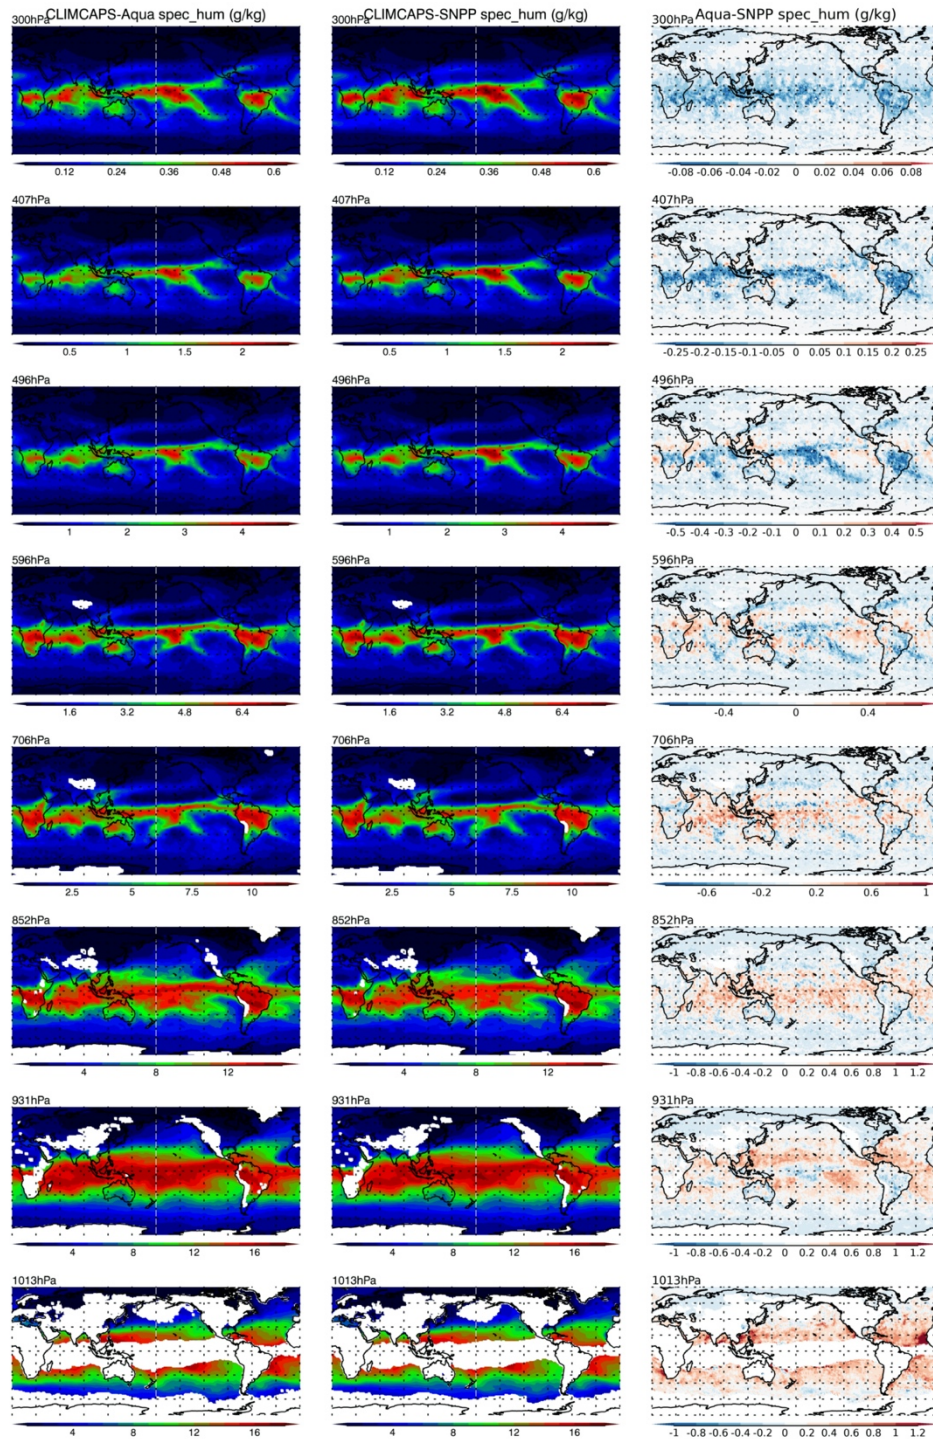 CLIMCAPS-Aqua spec_hum (g/kg) CLIMCAPS-SNPP spec_hum (g/kg) Aqua-SNPP spec_hum (g/kg)
300hPa 300hPa 300hPa
0.12 0.24 0.36 0.48 0.6 0.12 0.24 0.36 0.48 0.6 -0.08 -0.06 -0.04 -0.02 0 0.02 0.04 0.06 0.08
407hPa 407hPa 407hPa
0.5 1 1.5 2 0.5 1 1.5 2 -0.25 -0.2 -0.15 -0.1 -0.05 0 0.05 0.1 0.15 0.2 0.25
496hPa 496hPa 496hPa
1 2 3 4 1 2 3 4 -0.5 -0.4 -0.3 -0.2 -0.1 0 0.1 0.2 0.3 0.4 0.5
596hPa 596hPa 596hPa
1.6 3.2 4.8 6.4 1.6 3.2 4.8 6.4 -0.4 0 0.4
706hPa 706hPa 706hPa
2.5 5 7.5 10 2.5 5 7.5 10 -0.6 -0.2 0.2 0.6 1
852hPa 852hPa 852hPa
4 8 12 4 8 12 -1 -0.8 -0.6 -0.4 -0.2 0 0.2 0.4 0.6 0.8 1 1.2
931hPa 931hPa 931hPa
4 8 12 16 4 8 12 16 -1 -0.8 -0.6 -0.4 -0.2 0 0.2 0.4 0.6 0.8 1 1.2
1013hPa 1013hPa 1013hPa
4 8 12 16 4 8 12 16 -1 -0.8 -0.6 -0.4 -0.2 0 0.2 0.4 0.6 0.8 1 1.2